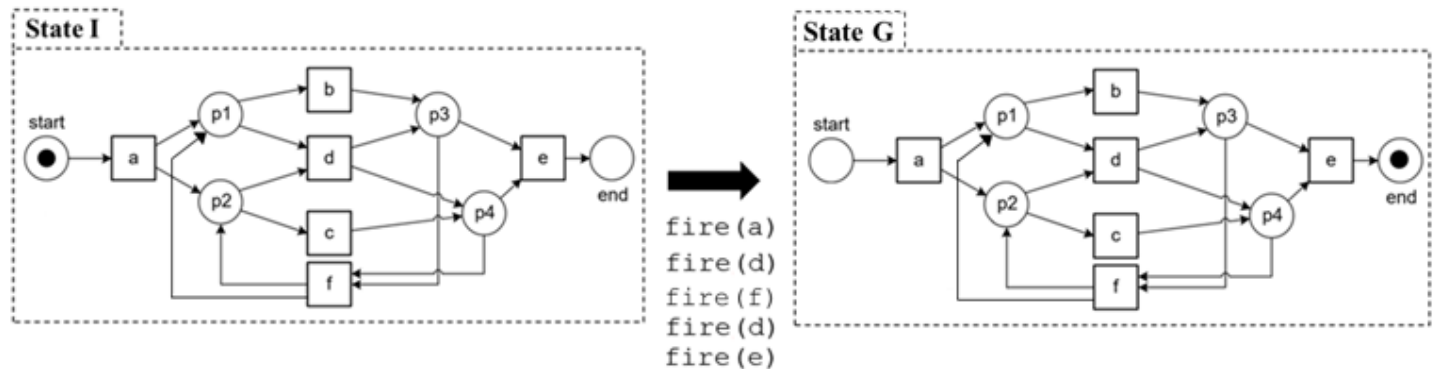 State I
start
a
p1
p2
b
d
c
f
p3
p4
e
end
fire(a)
fire(d)
fire(f)
fire(d)
fire(e)
State G
start
a
p1
p2
b
d
c
f
p3
p4
e
end